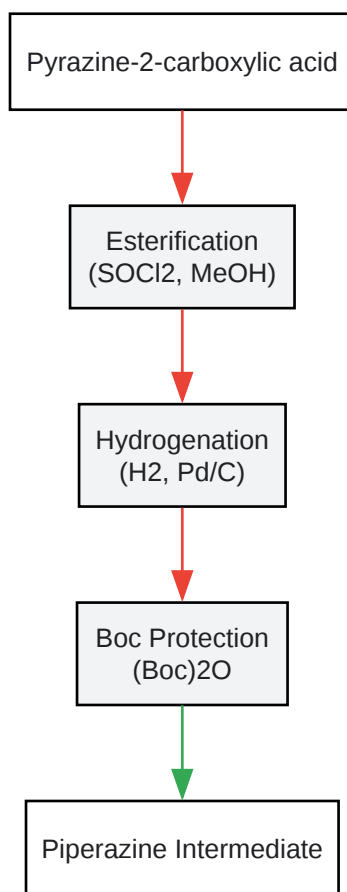 Pyrazine-2-carboxylic acid
Esterification
(SOCl2, MeOH)
Hydrogenation
(H2, Pd/C)
Boc Protection
(Boc)2O
Piperazine Intermediate